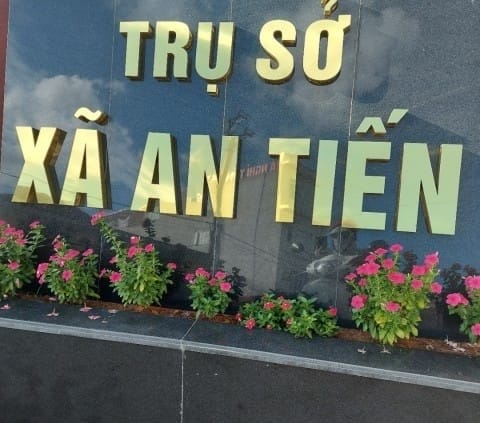 TRỤ SỞ
XÃ AN TIẾN